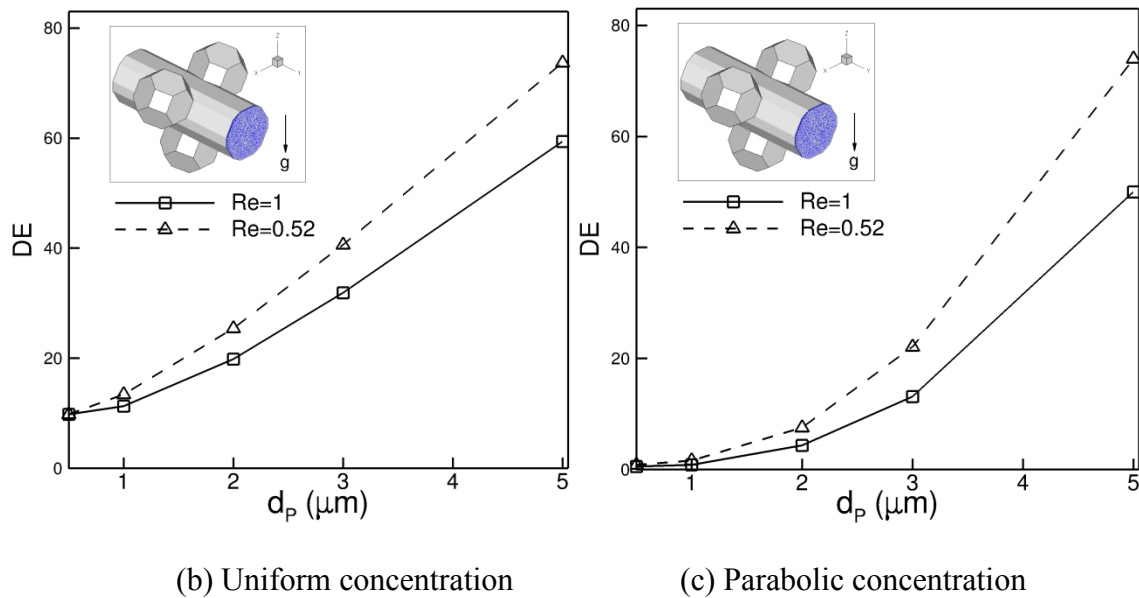 80
60
40
20
0
DE
Z
X
Y
g
Re=1
Re=0.52
1 2 3 4 5
d_P (μm)
(b) Uniform concentration
80
60
40
20
0
DE
Z
X
Y
g
Re=1
Re=0.52
1 2 3 4 5
d_P (μm)
(c) Parabolic concentration